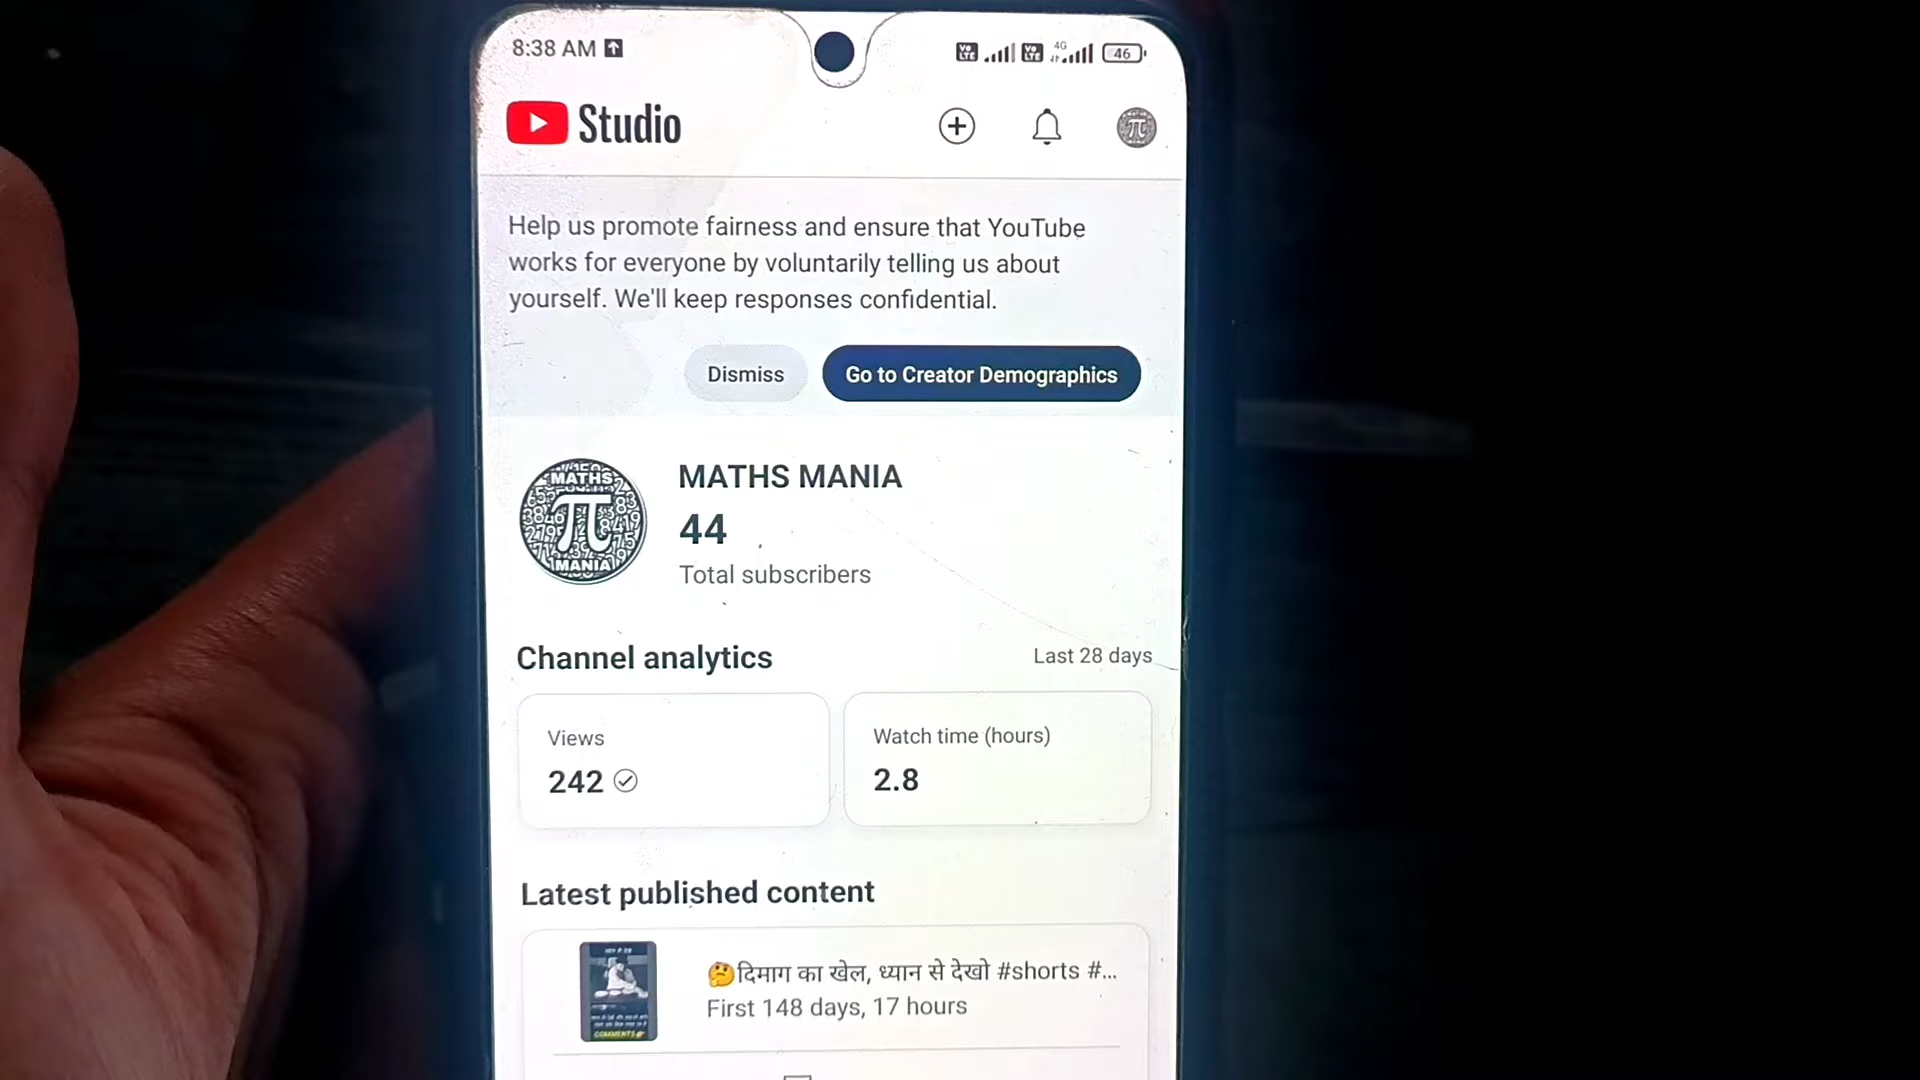 8:38 AM
4G
46
Studio
Help us promote fairness and ensure that YouTube
works for everyone by voluntarily telling us about
yourself. We'll keep responses confidential.
Dismiss
Go to Creator Demographics
MATHS
MANIA
MATHS MANIA
44
Total subscribers
Channel analytics
Last 28 days
Views
242
Watch time (hours)
2.8
Latest published content
🤔दिमाग का खेल, ध्यान से देखो #shorts #...
First 148 days, 17 hours
COMMENTS